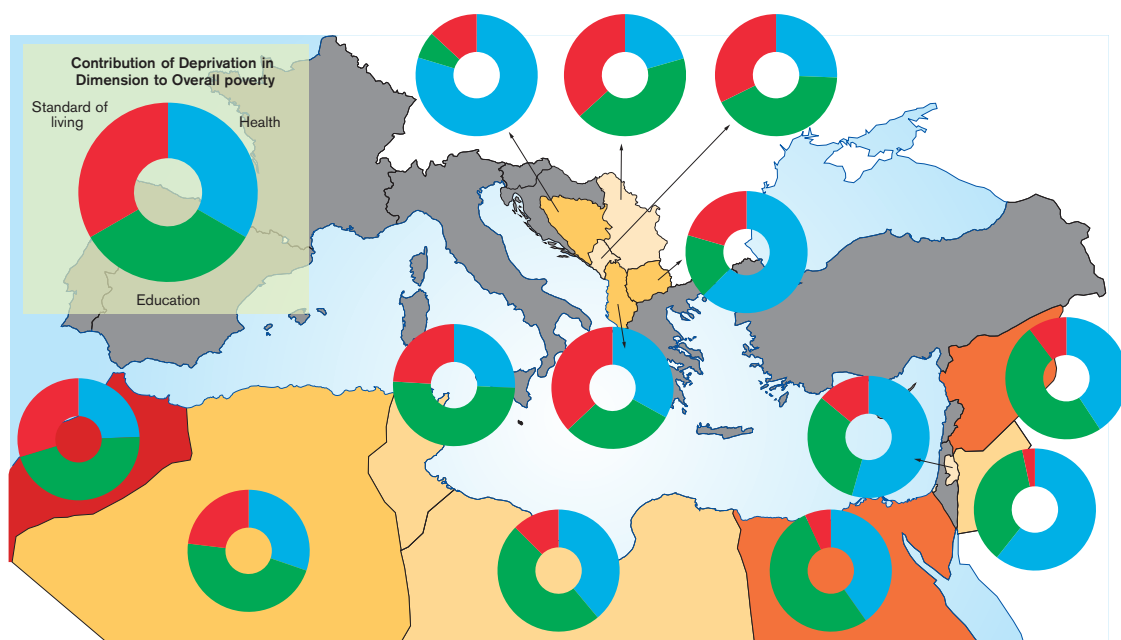 Contribution of Deprivation in
Dimension to Overall poverty
Standard of
living
Health
Education